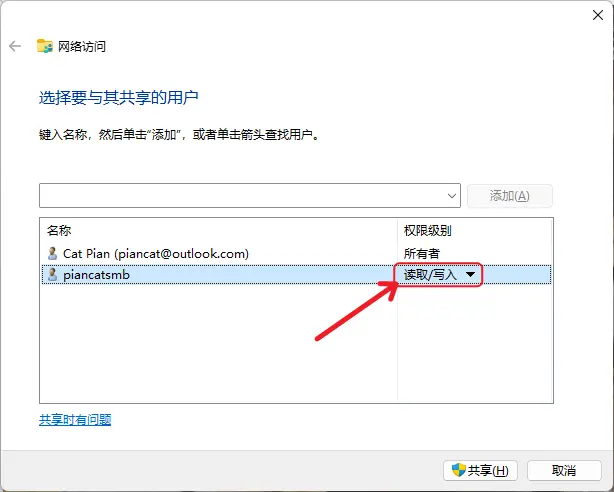 网络访问
选择要与其共享的用户
键入名称，然后单击“添加”，或者单击箭头查找用户。
添加(A)
名称 权限级别
Cat Pian (piancat@outlook.com) 所有者
piancatsmb 读取/写入
共享时有问题
共享(H) 取消